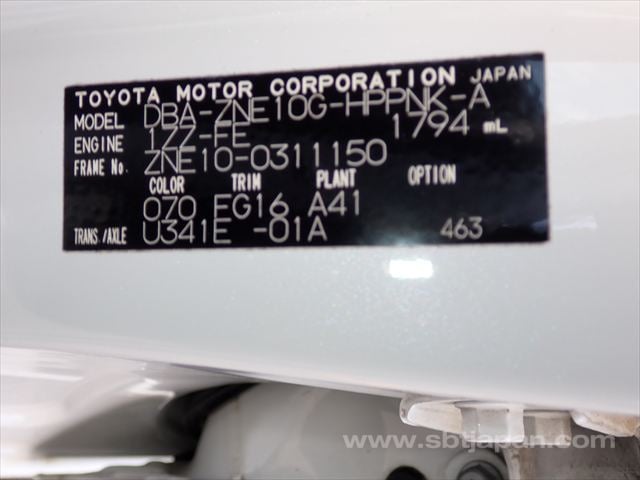 TOYOTA MOTOR CORPORATION JAPAN
MODEL DBA-ZNE10G-HPPNK-A
ENGINE 1ZZ-FE 1794 mL
FRAME No. ZNE10-0311150
COLOR TRIM PLANT OPTION
070 EG16 A41
TRANS./AXLE U341E -01A 463
www.sbtjapan.com